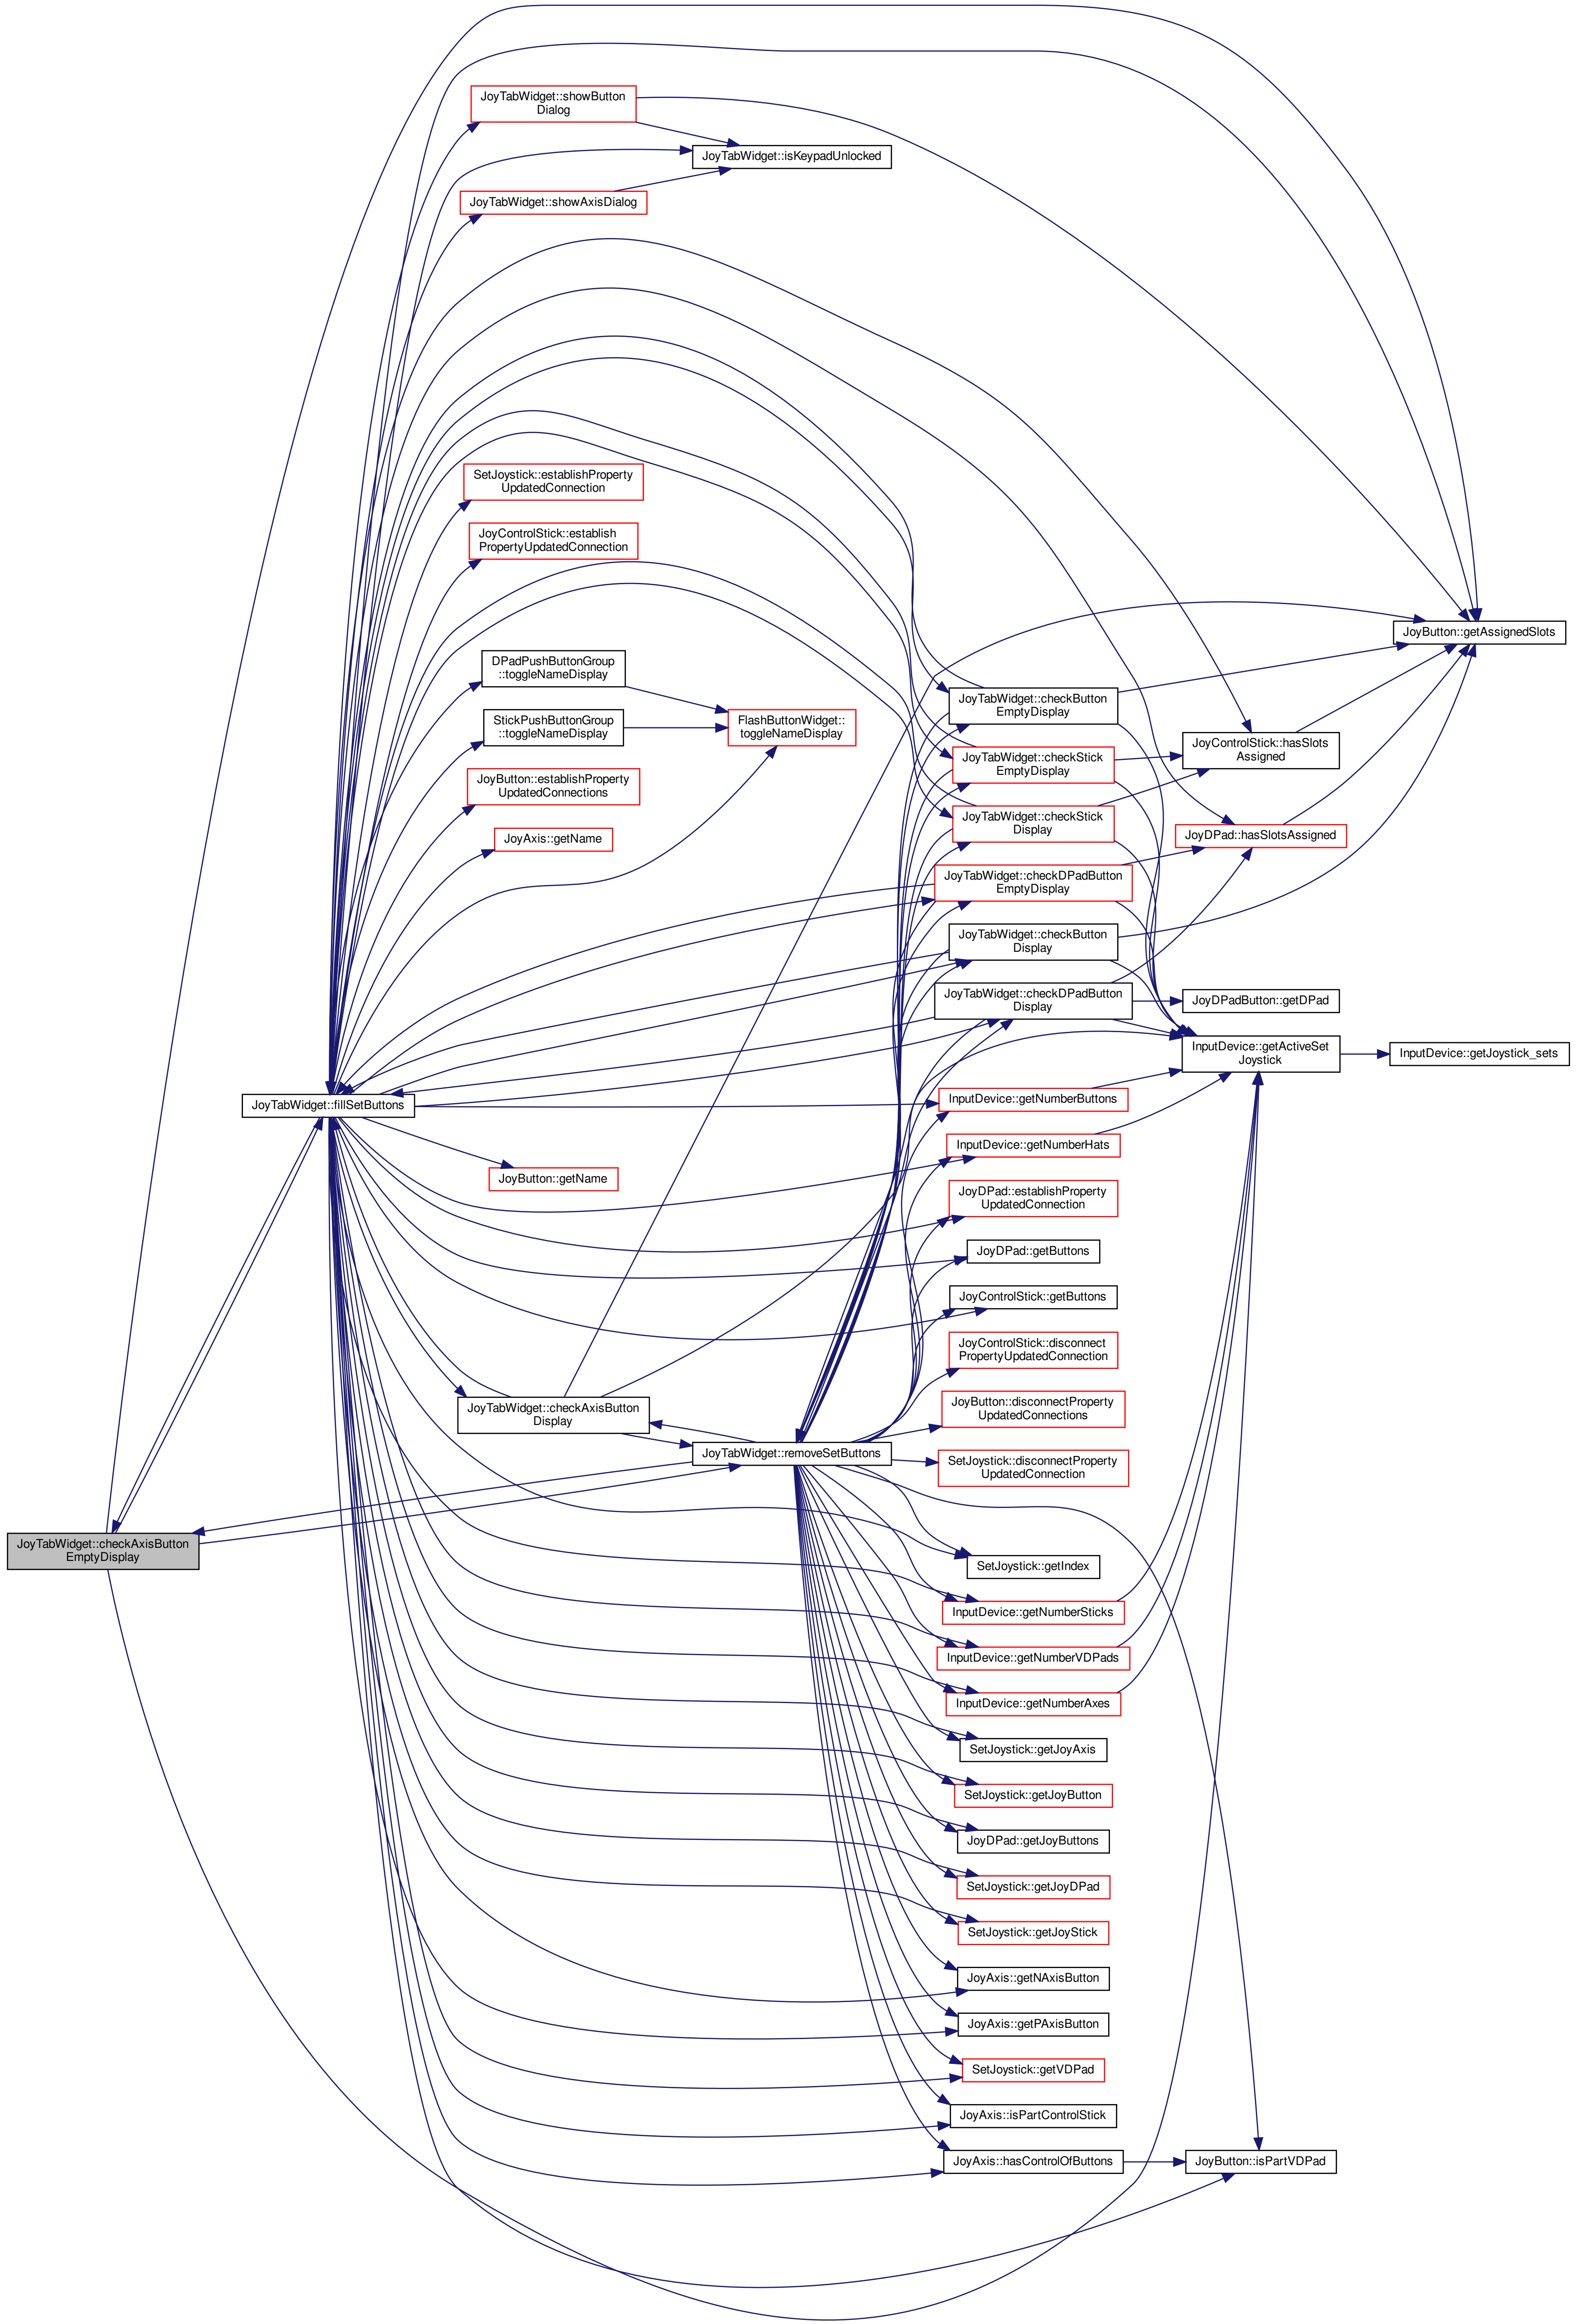 JoyTabWidget::showButton
Dialog
JoyTabWidget::isKeypadUnlocked
JoyTabWidget::showAxisDialog
SetJoystick::establishProperty
UpdatedConnection
JoyControlStick::establish
PropertyUpdatedConnection
JoyButton::getAssignedSlots
DPadPushButtonGroup
::toggleNameDisplay
StickPushButtonGroup
::toggleNameDisplay
FlashButtonWidget::
toggleNameDisplay
JoyTabWidget::checkButton
EmptyDisplay
JoyTabWidget::checkStick
EmptyDisplay
JoyControlStick::hasSlots
Assigned
JoyButton::establishProperty
UpdatedConnections
JoyTabWidget::checkStick
Display
JoyAxis::getName
JoyDPad::hasSlotsAssigned
JoyTabWidget::checkDPadButton
EmptyDisplay
JoyTabWidget::checkButton
Display
JoyTabWidget::checkDPadButton
Display
JoyDPadButton::getDPad
InputDevice::getActiveSet
Joystick
InputDevice::getJoystick_sets
JoyTabWidget::fillSetButtons
InputDevice::getNumberButtons
InputDevice::getNumberHats
JoyButton::getName
JoyDPad::establishProperty
UpdatedConnection
JoyDPad::getButtons
JoyControlStick::getButtons
JoyControlStick::disconnect
PropertyUpdatedConnection
JoyTabWidget::checkAxisButton
Display
JoyButton::disconnectProperty
UpdatedConnections
JoyTabWidget::removeSetButtons
SetJoystick::disconnectProperty
UpdatedConnection
JoyTabWidget::checkAxisButton
EmptyDisplay
SetJoystick::getIndex
InputDevice::getNumberSticks
InputDevice::getNumberVDPads
InputDevice::getNumberAxes
SetJoystick::getJoyAxis
SetJoystick::getJoyButton
JoyDPad::getJoyButtons
SetJoystick::getJoyDPad
SetJoystick::getJoyStick
JoyAxis::getNAxisButton
JoyAxis::getPAxisButton
SetJoystick::getVDPad
JoyAxis::isPartControlStick
JoyAxis::hasControlOfButtons
JoyButton::isPartVDPad